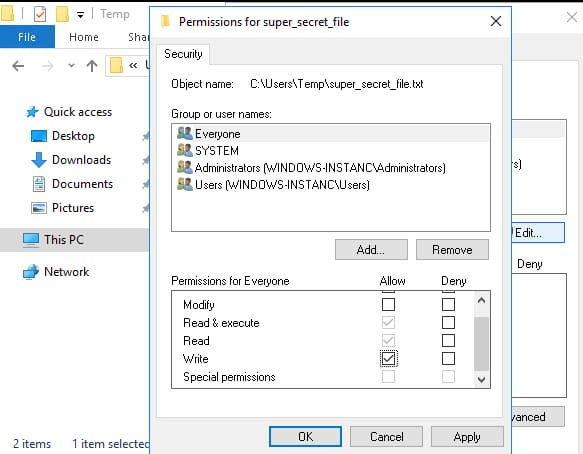 Temp
Permissions for super_secret_file
File
Home
Sha
Security
«
Object name: C:\Users\Temp\super_secret_file.txt
Quick access
Desktop
Downloads
Documents
Pictures
This PC
Network
Group or user names:
Everyone
SYSTEM
Administrators (WINDOWS-INSTANC\Administrators)
Users (WINDOWS-INSTANC\Users)
s)
Edit...
Add...
Remove
Deny
Permissions for Everyone Allow Deny
Modify
Read & execute
Read
Write
Special permissions
vanced
OK
Cancel
Apply
2 items 1 item selected